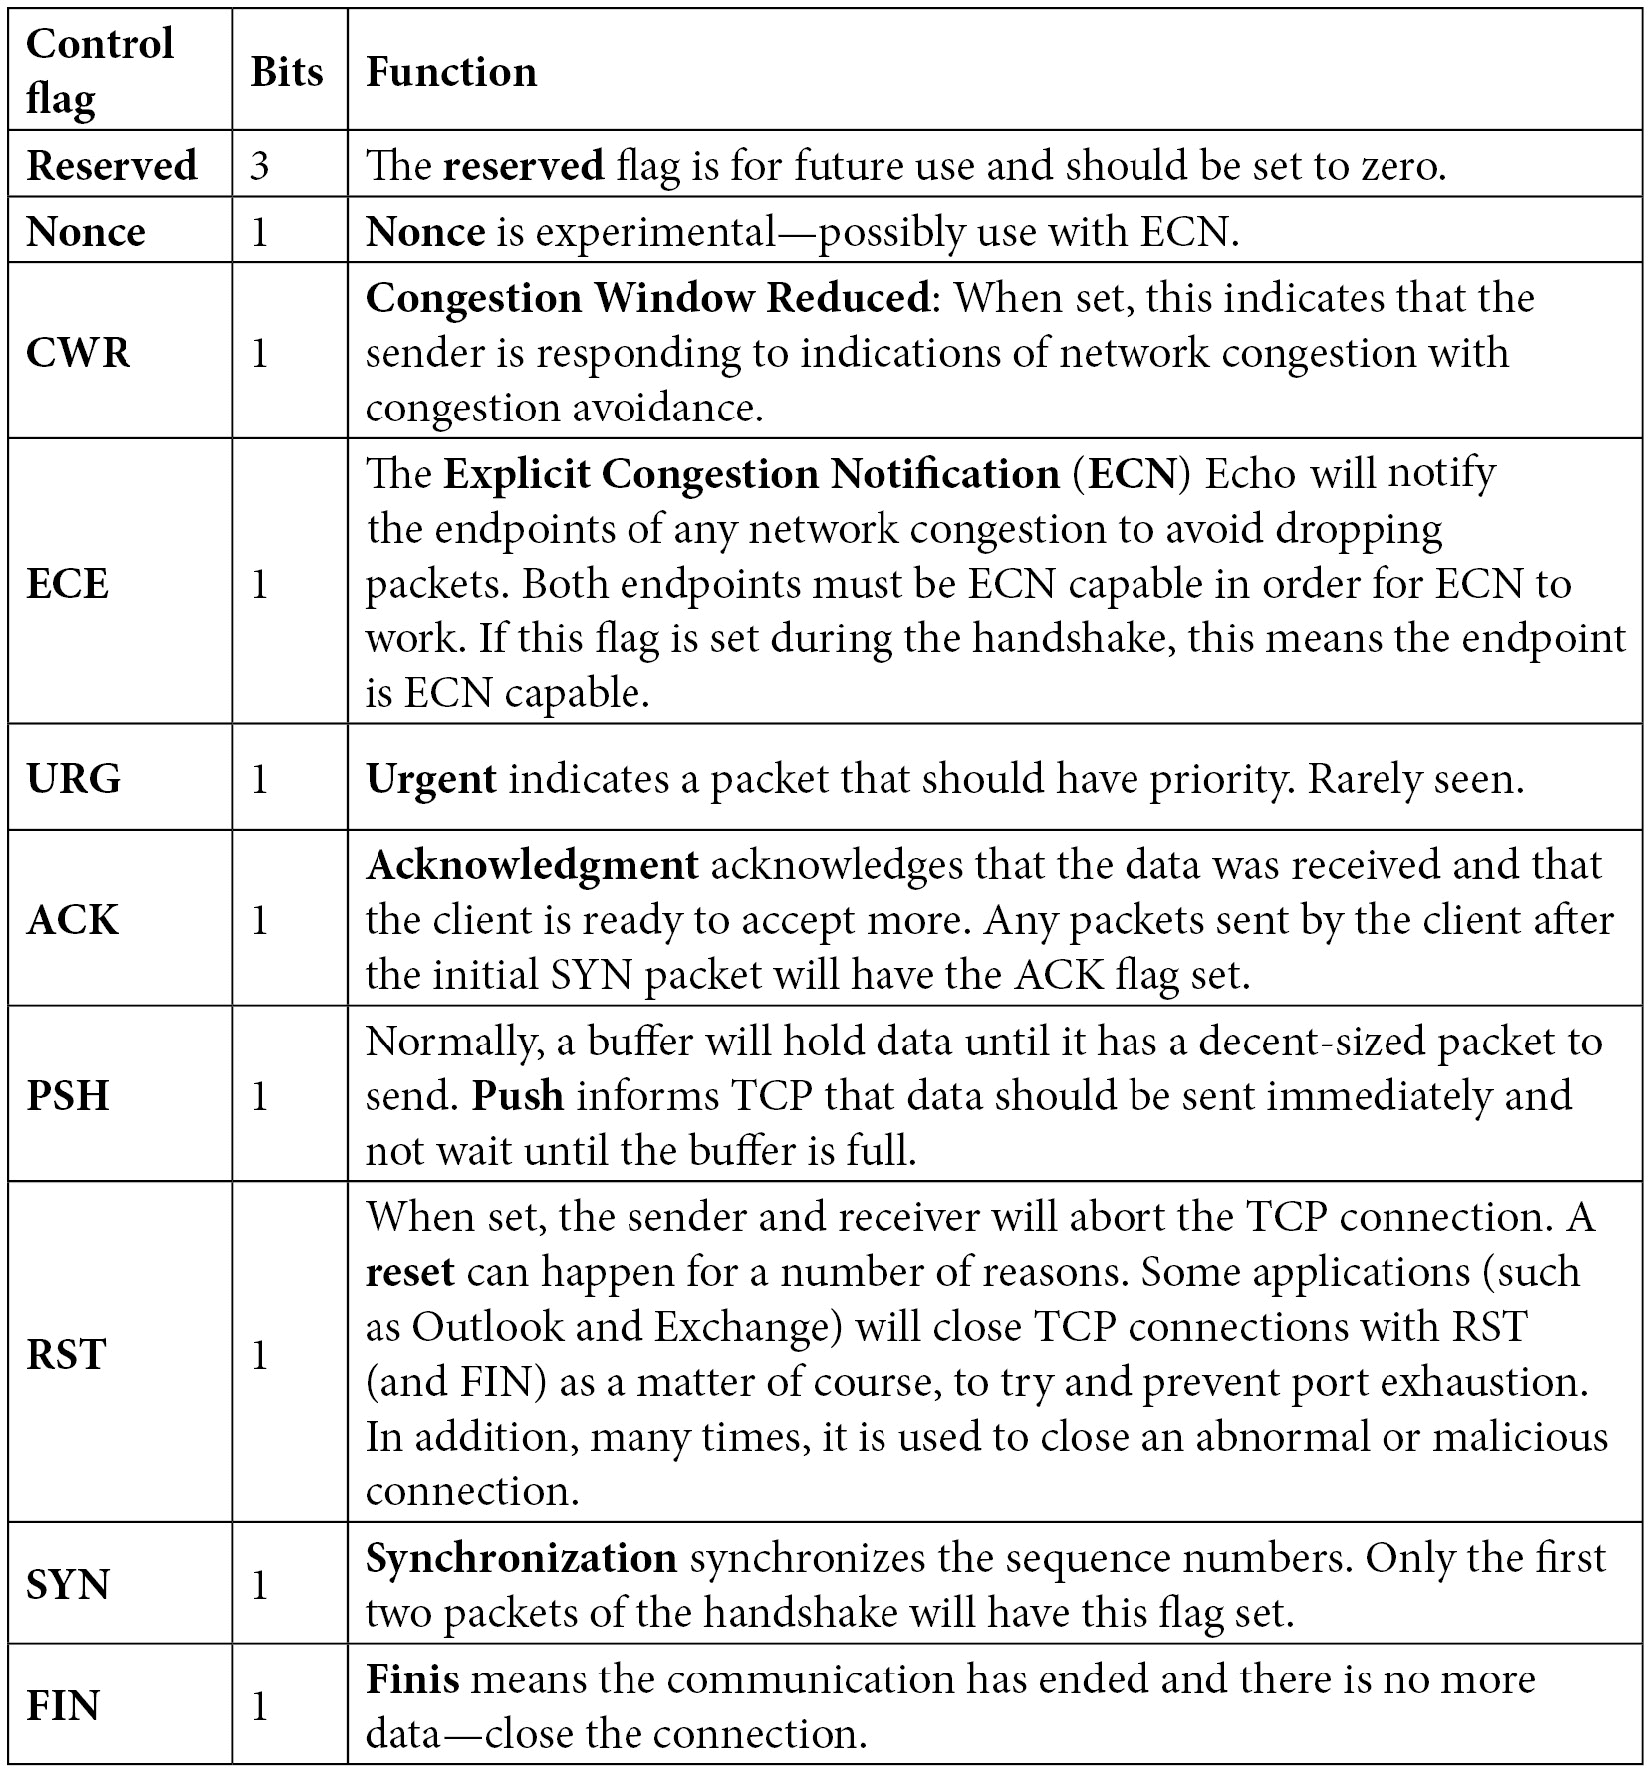 Control
flag
Bits
Function
Reserved
3
The reserved flag is for future use and should be set to zero.
Nonce
1
Nonce is experimental—possibly use with ECN.
CWR
1
Congestion Window Reduced: When set, this indicates that the
sender is responding to indications of network congestion with
congestion avoidance.
ECE
1
The Explicit Congestion Notification (ECN) Echo will notify
the endpoints of any network congestion to avoid dropping
packets. Both endpoints must be ECN capable in order for ECN to
work. If this flag is set during the handshake, this means the endpoint
is ECN capable.
URG
1
Urgent indicates a packet that should have priority. Rarely seen.
ACK
1
Acknowledgment acknowledges that the data was received and that
the client is ready to accept more. Any packets sent by the client after
the initial SYN packet will have the ACK flag set.
PSH
1
Normally, a buffer will hold data until it has a decent-sized packet to
send. Push informs TCP that data should be sent immediately and
not wait until the buffer is full.
RST
1
When set, the sender and receiver will abort the TCP connection. A
reset can happen for a number of reasons. Some applications (such
as Outlook and Exchange) will close TCP connections with RST
(and FIN) as a matter of course, to try and prevent port exhaustion.
In addition, many times, it is used to close an abnormal or malicious
connection.
SYN
1
Synchronization synchronizes the sequence numbers. Only the first
two packets of the handshake will have this flag set.
FIN
1
Finis means the communication has ended and there is no more
data—close the connection.